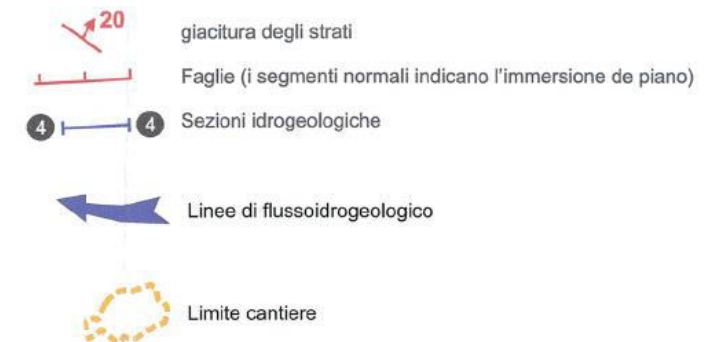 20 giacitura degli strati
Faglie (i segmenti normali indicano l'immersione de piano)
4 4 Sezioni idrogeologiche
Linee di flussoidrogeologico
Limite cantiere